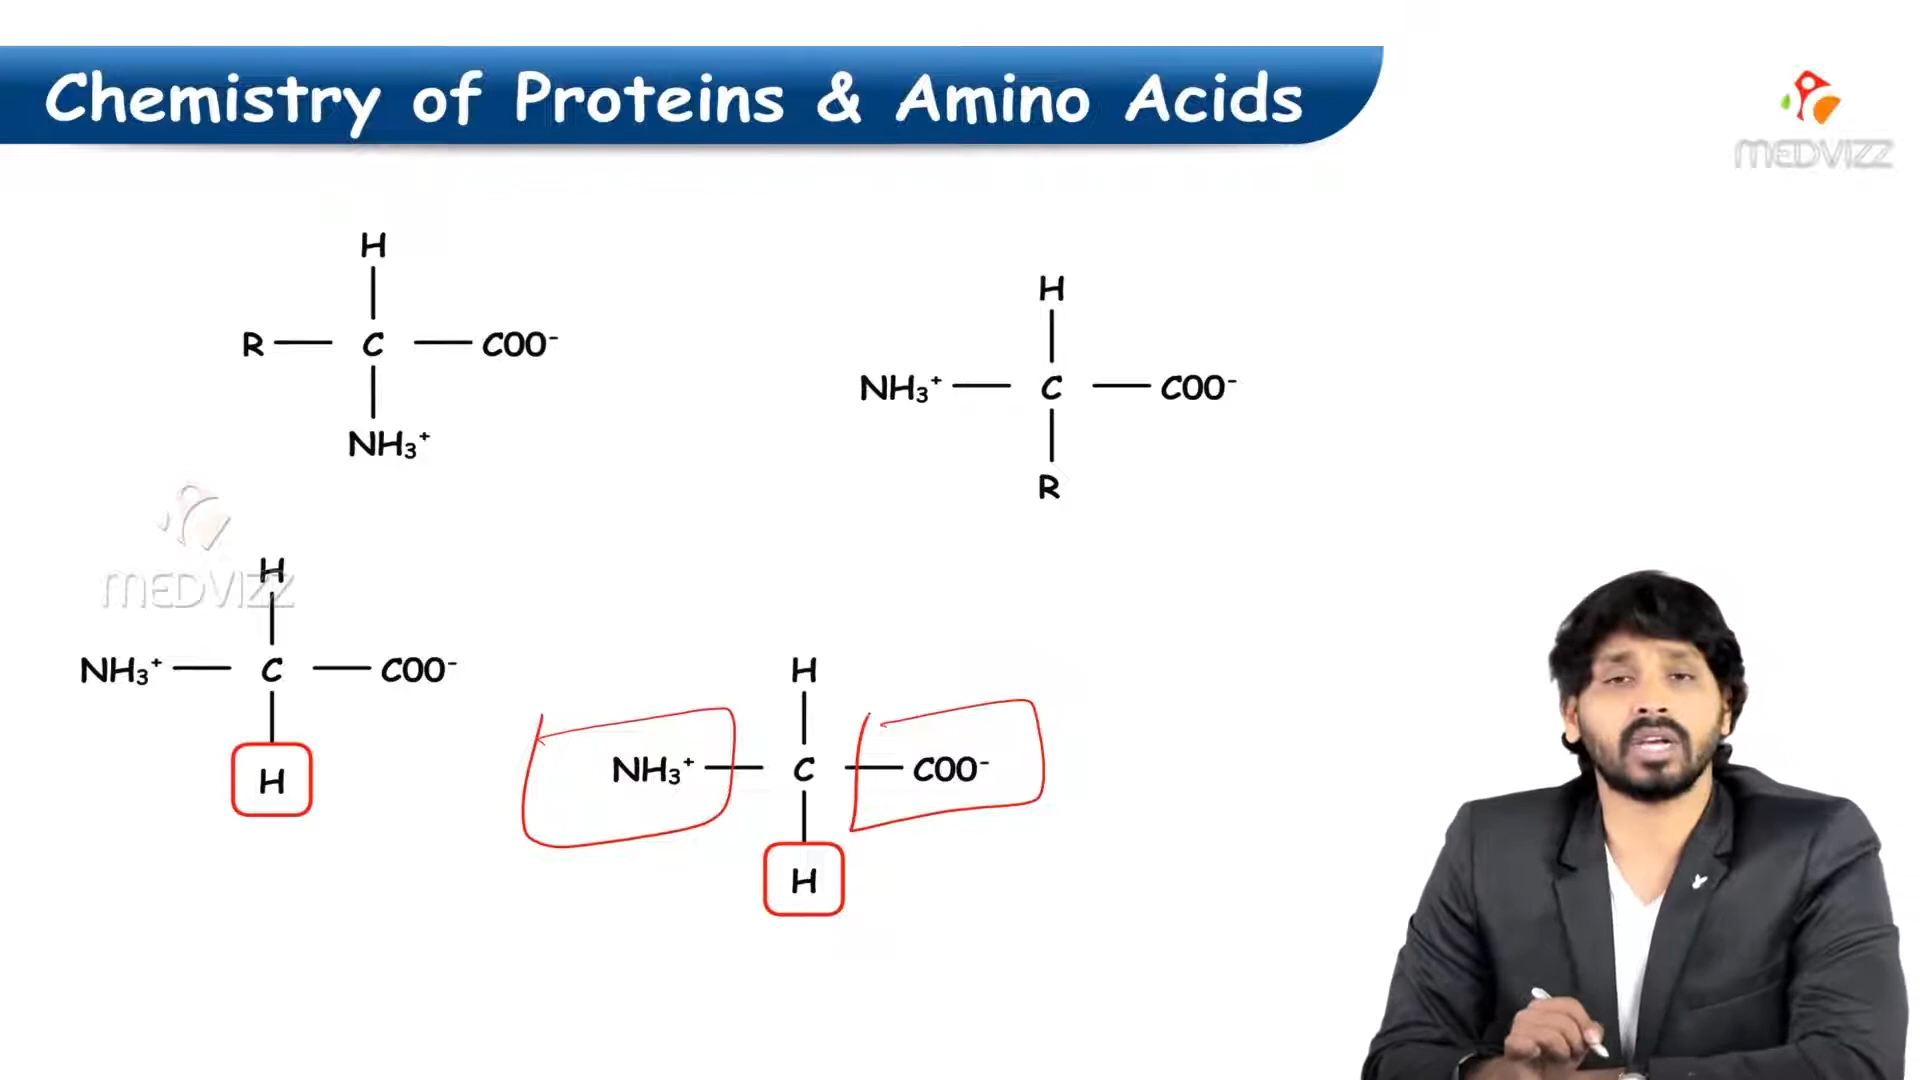 Chemistry of Proteins & Amino Acids
MEDVIZZ
H
R — C — COO⁻
NH₃⁺
H
NH₃⁺ — C — COO⁻
R
MEDVIZZ
H
NH₃⁺ — C — COO⁻
H
H
NH₃⁺ — C — COO⁻
H